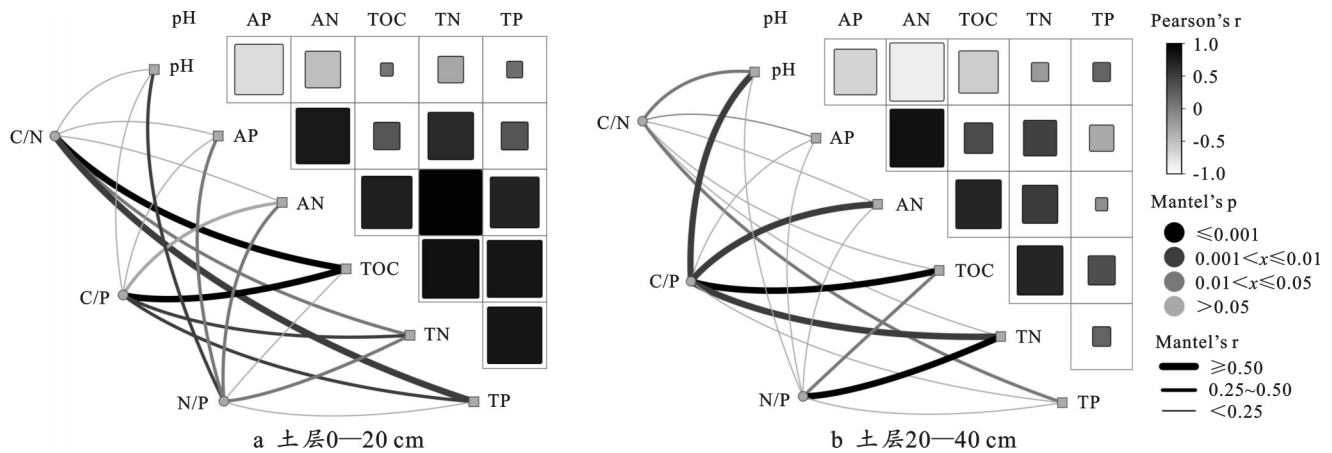 pH AP AN TOC TN TP
pH
AP
AN
TOC
TN
TP
C/N
C/P
N/P
a 土层0—20 cm
pH AP AN TOC TN TP
pH
AP
AN
TOC
TN
TP
C/N
C/P
N/P
b 土层20—40 cm
Pearson's r
1.0
0.5
0
-0.5
-1.0
Mantel's p
≤0.001
0.001<x≤0.01
0.01<x≤0.05
>0.05
Mantel's r
≥0.50
0.25~0.50
<0.25